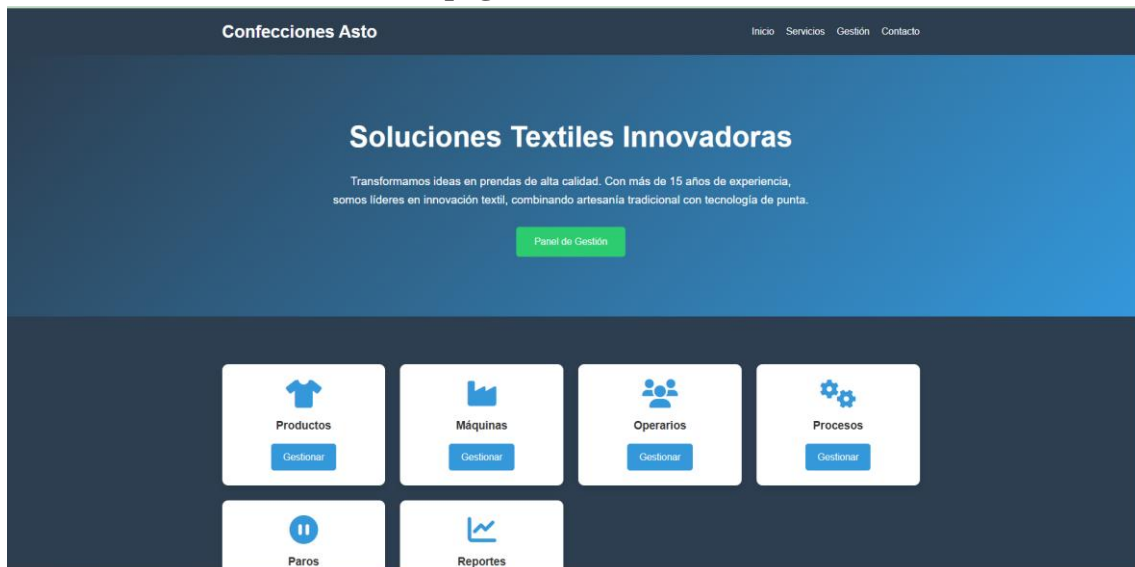 Confecciones Asto
Inicio Servicios Gestión Contacto
Soluciones Textiles Innovadoras
Transformamos ideas en prendas de alta calidad. Con más de 15 años de experiencia,
somos líderes en innovación textil, combinando artesanía tradicional con tecnología de punta.
Panel de Gestión
Productos
Gestionar
Máquinas
Gestionar
Operarios
Gestionar
Procesos
Gestionar
Paros
Reportes